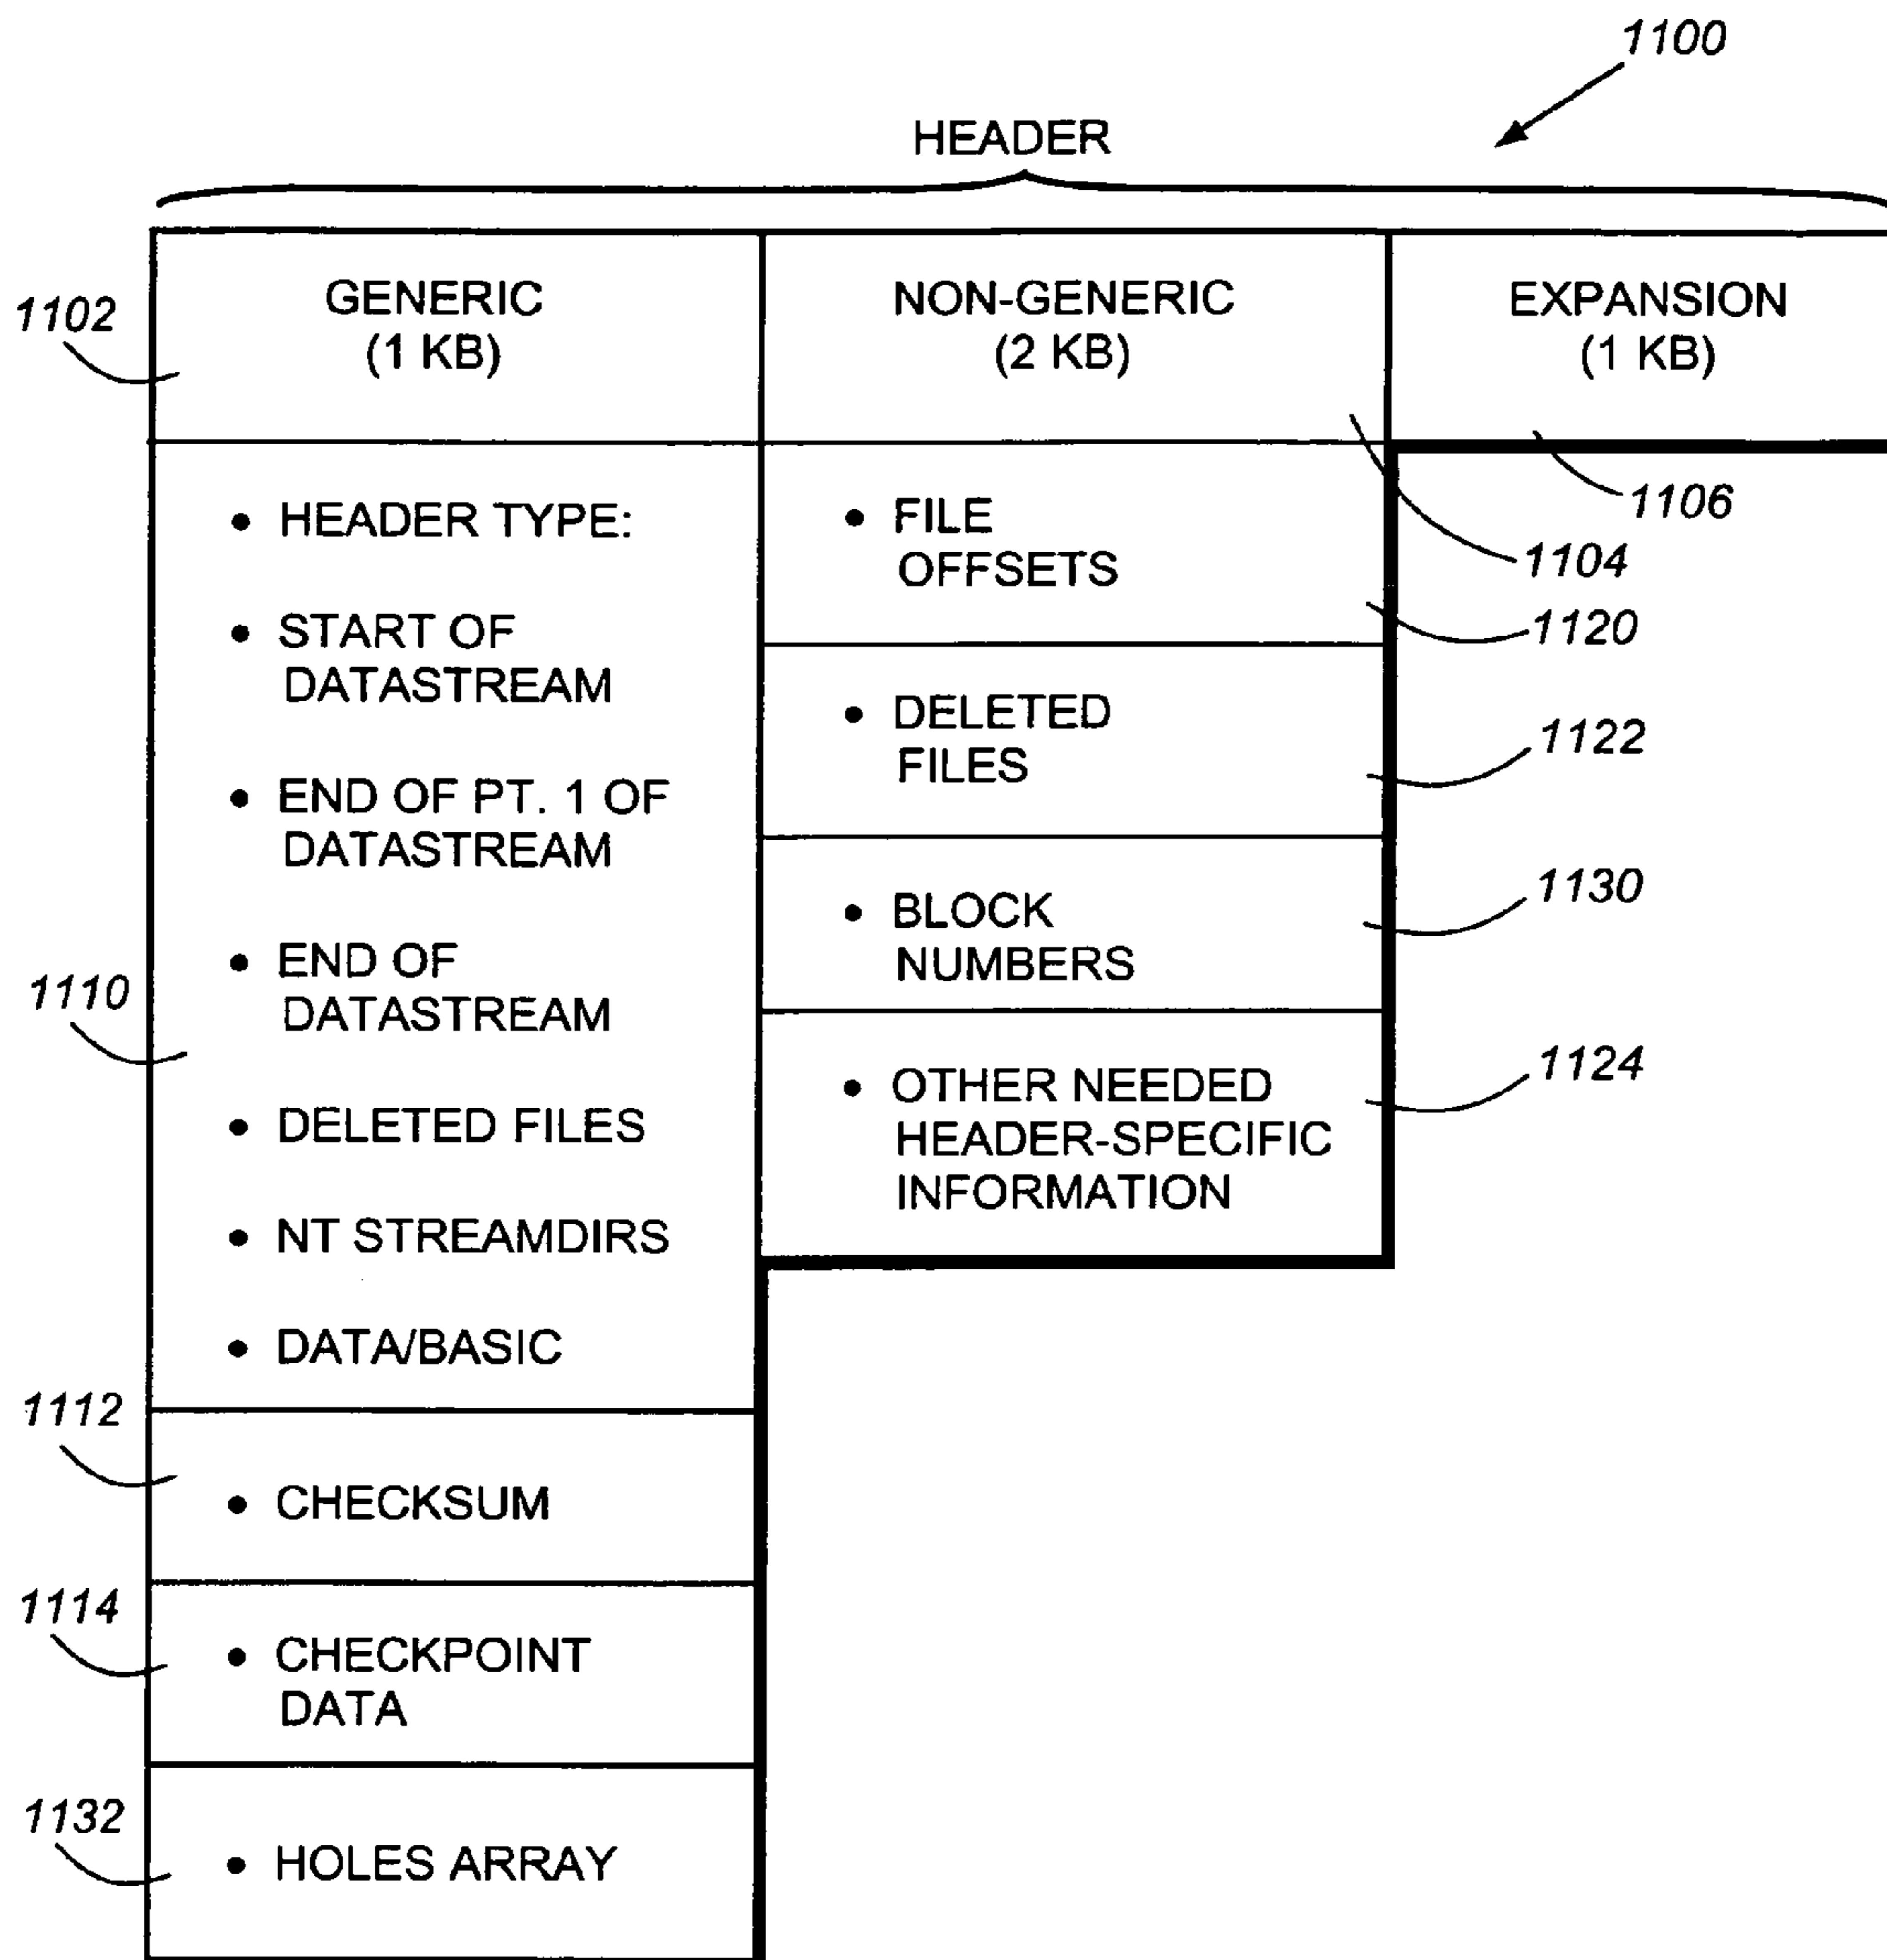 1100
HEADER
1102
GENERIC
(1 KB)
NON-GENERIC
(2 KB)
EXPANSION
(1 KB)
1106
1104
1110
• HEADER TYPE:
• START OF
DATASTREAM
• END OF PT. 1 OF
DATASTREAM
• END OF
DATASTREAM
• DELETED FILES
• NT STREAMDIRS
• DATA/BASIC
1112
• CHECKSUM
1114
• CHECKPOINT
DATA
1132
• HOLES ARRAY
• FILE
OFFSETS
1120
• DELETED
FILES
1122
• BLOCK
NUMBERS
1130
• OTHER NEEDED
HEADER-SPECIFIC
INFORMATION
1124